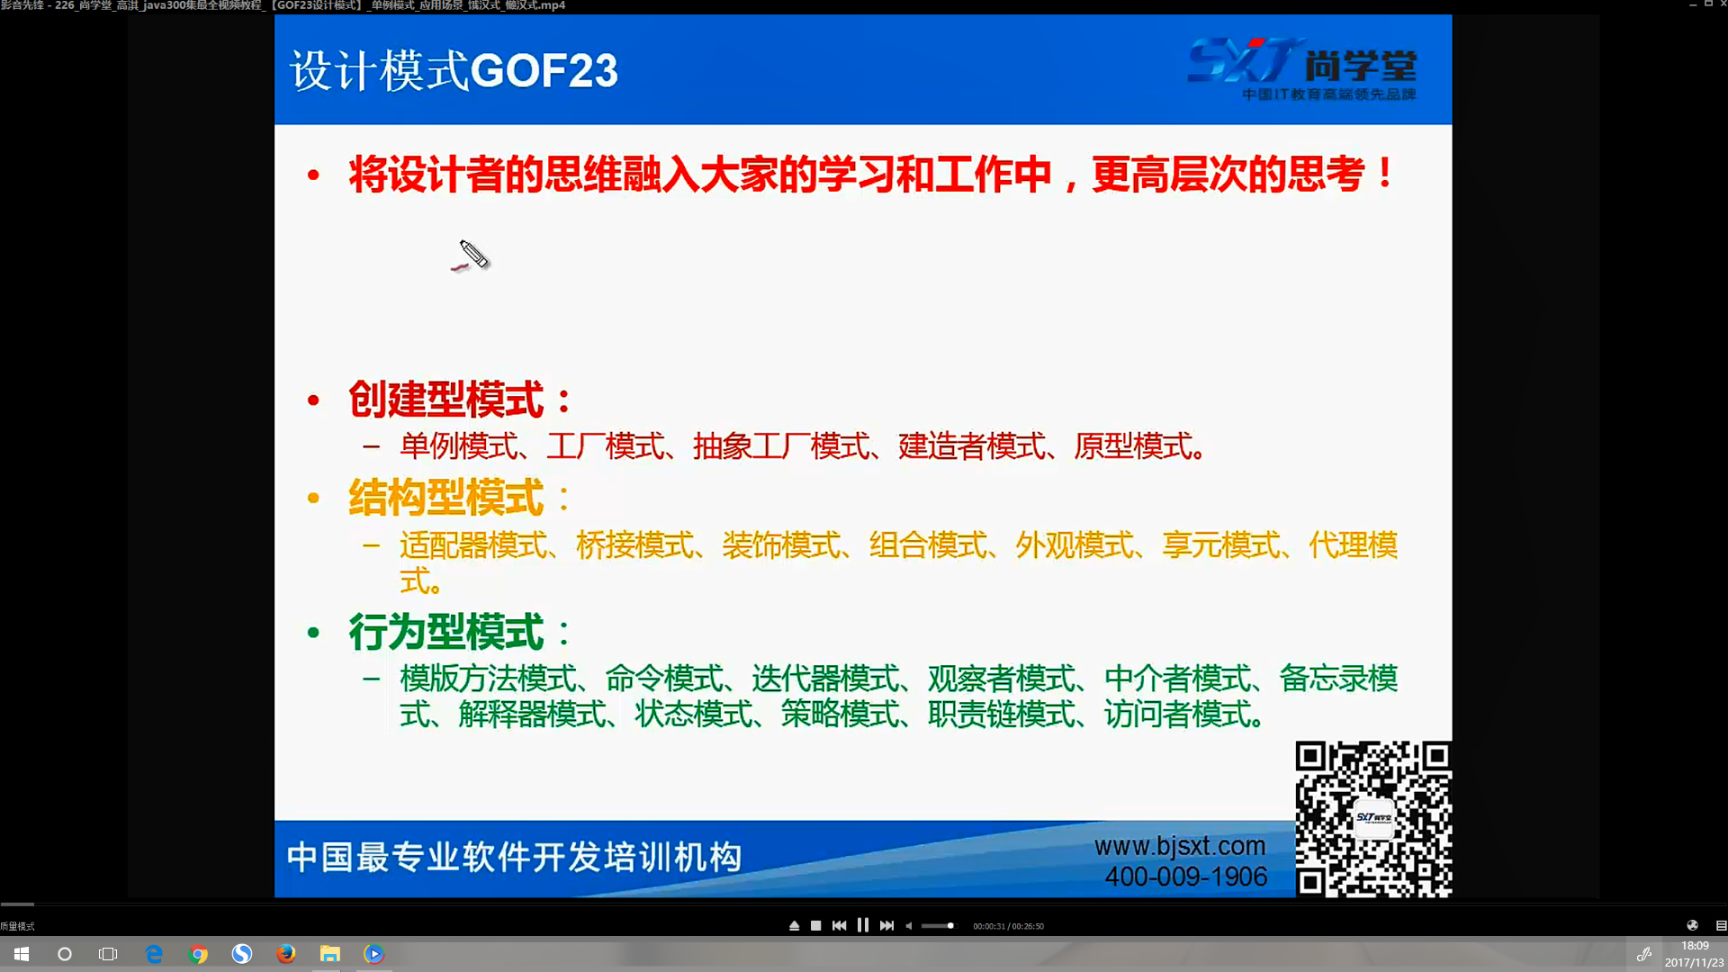 影音先锋 - 226_尚学堂_高淇_java300集最全视频教程_【GOF23设计模式】_单例模式_应用场景_饿汉式_懒汉式.mp4
设计模式GOF23
SXT 尚学堂
中国IT教育高端领先品牌
• 将设计者的思维融入大家的学习和工作中，更高层次的思考！
• 创建型模式：
– 单例模式、工厂模式、抽象工厂模式、建造者模式、原型模式。
• 结构型模式：
– 适配器模式、桥接模式、装饰模式、组合模式、外观模式、享元模式、代理模
式。
• 行为型模式：
– 模版方法模式、命令模式、迭代器模式、观察者模式、中介者模式、备忘录模
式、解释器模式、状态模式、策略模式、职责链模式、访问者模式。
SXT尚学堂
中国最专业软件开发培训机构
www.bjsxt.com
400-009-1906
质量模式
00:00:31 / 00:26:50
18:09
2017/11/23